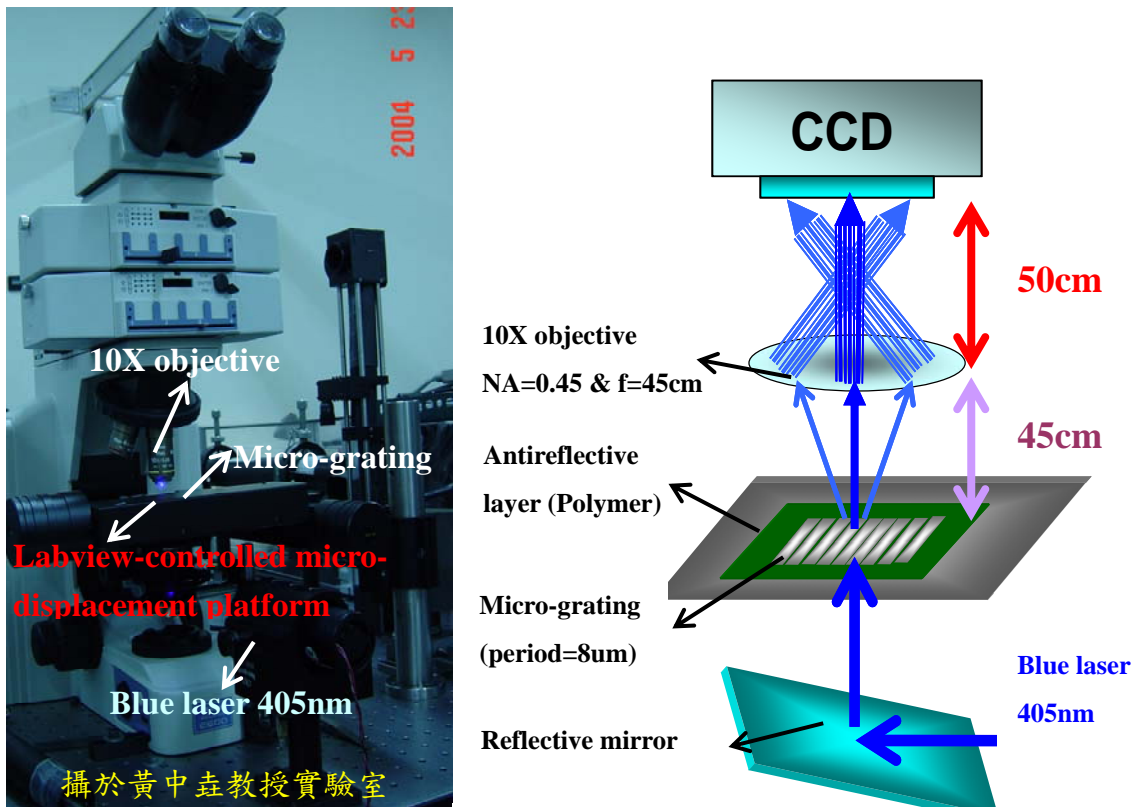 2004 5 23
10X objective
Micro-grating
Labview-controlled micro-
displacement platform
Blue laser 405nm
攝於黃中垚教授實驗室
CCD
50cm
10X objective
NA=0.45 & f=45cm
45cm
Antireflective
layer (Polymer)
Micro-grating
(period=8um)
Blue laser
405nm
Reflective mirror